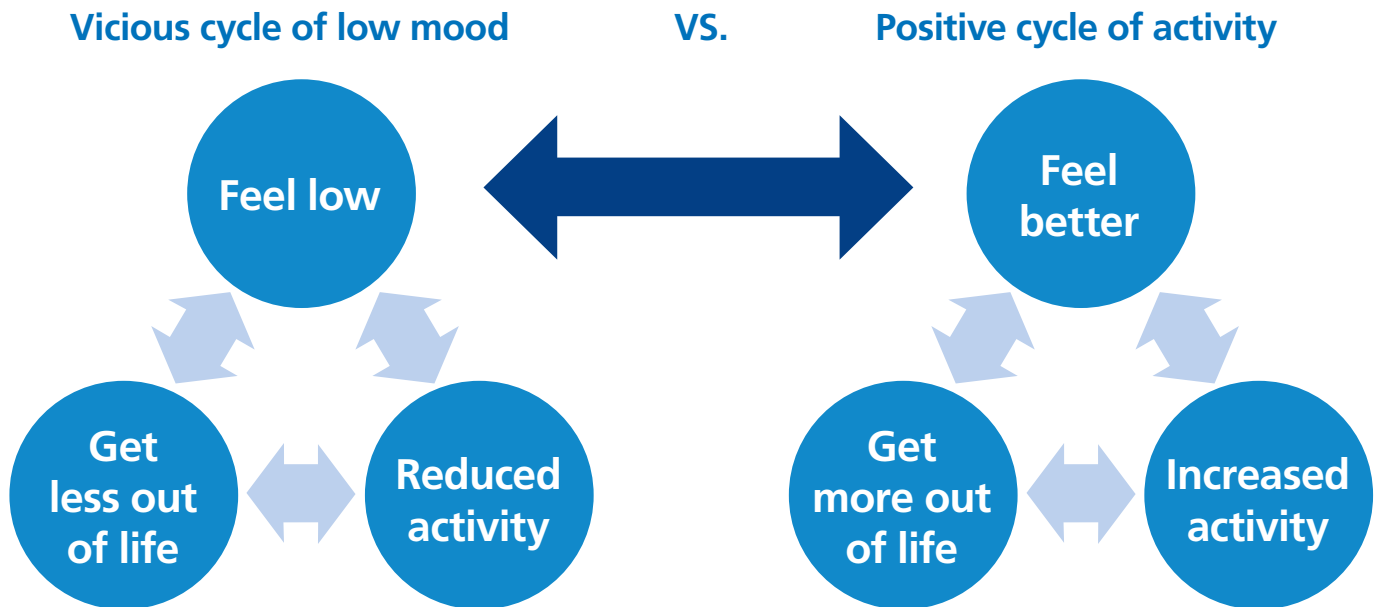 Vicious cycle of low mood
VS.
Positive cycle of activity
Feel low
Feel
better
Get
less out
of life
Reduced
activity
Get
more out
of life
Increased
activity